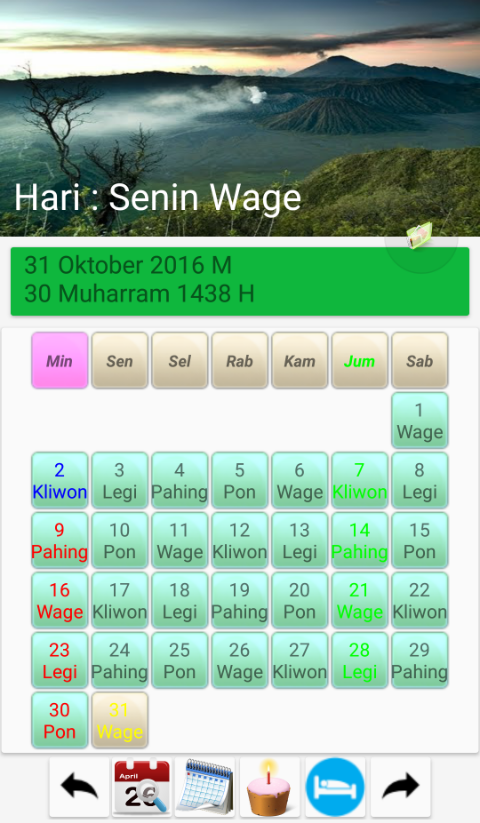 Hari : Senin Wage
31 Oktober 2016 M
30 Muharram 1438 H
Min Sen Sel Rab Kam Jum Sab
1
Wage
2 3 4 5 6 7 8
Kliwon Legi Pahing Pon Wage Kliwon Legi
9 10 11 12 13 14 15
Pahing Pon Wage Kliwon Legi Pahing Pon
16 17 18 19 20 21 22
Wage Kliwon Legi Pahing Pon Wage Kliwon
23 24 25 26 27 28 29
Legi Pahing Pon Wage Kliwon Legi Pahing
30 31
Pon Wage
April